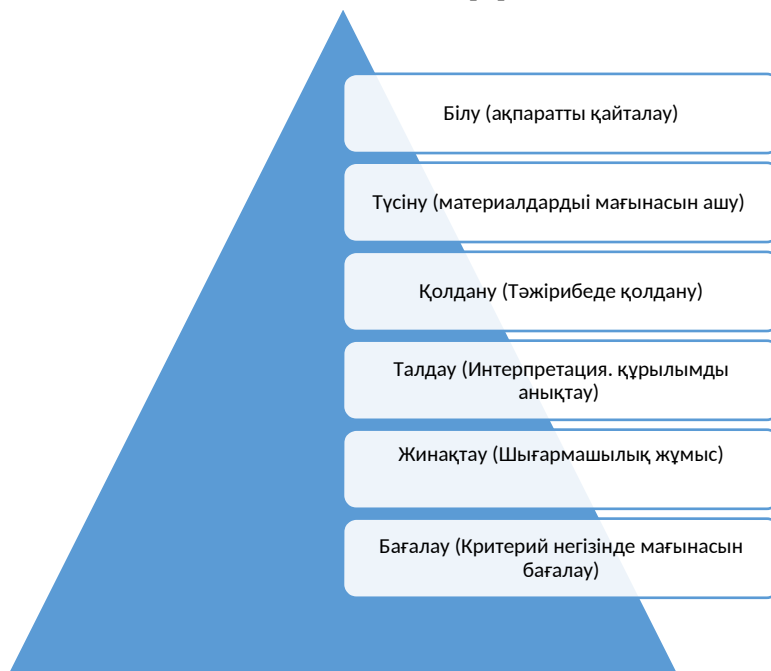 Білу (ақпаратты қайталау)
Түсіну (материалдардыі мағынасын ашу)
Қолдану (Тәжірибеде қолдану)
Талдау (Интерпретация. құрылымды
анықтау)
Жинақтау (Шығармашылық жұмыс)
Бағалау (Критерий негізінде мағынасын
бағалау)